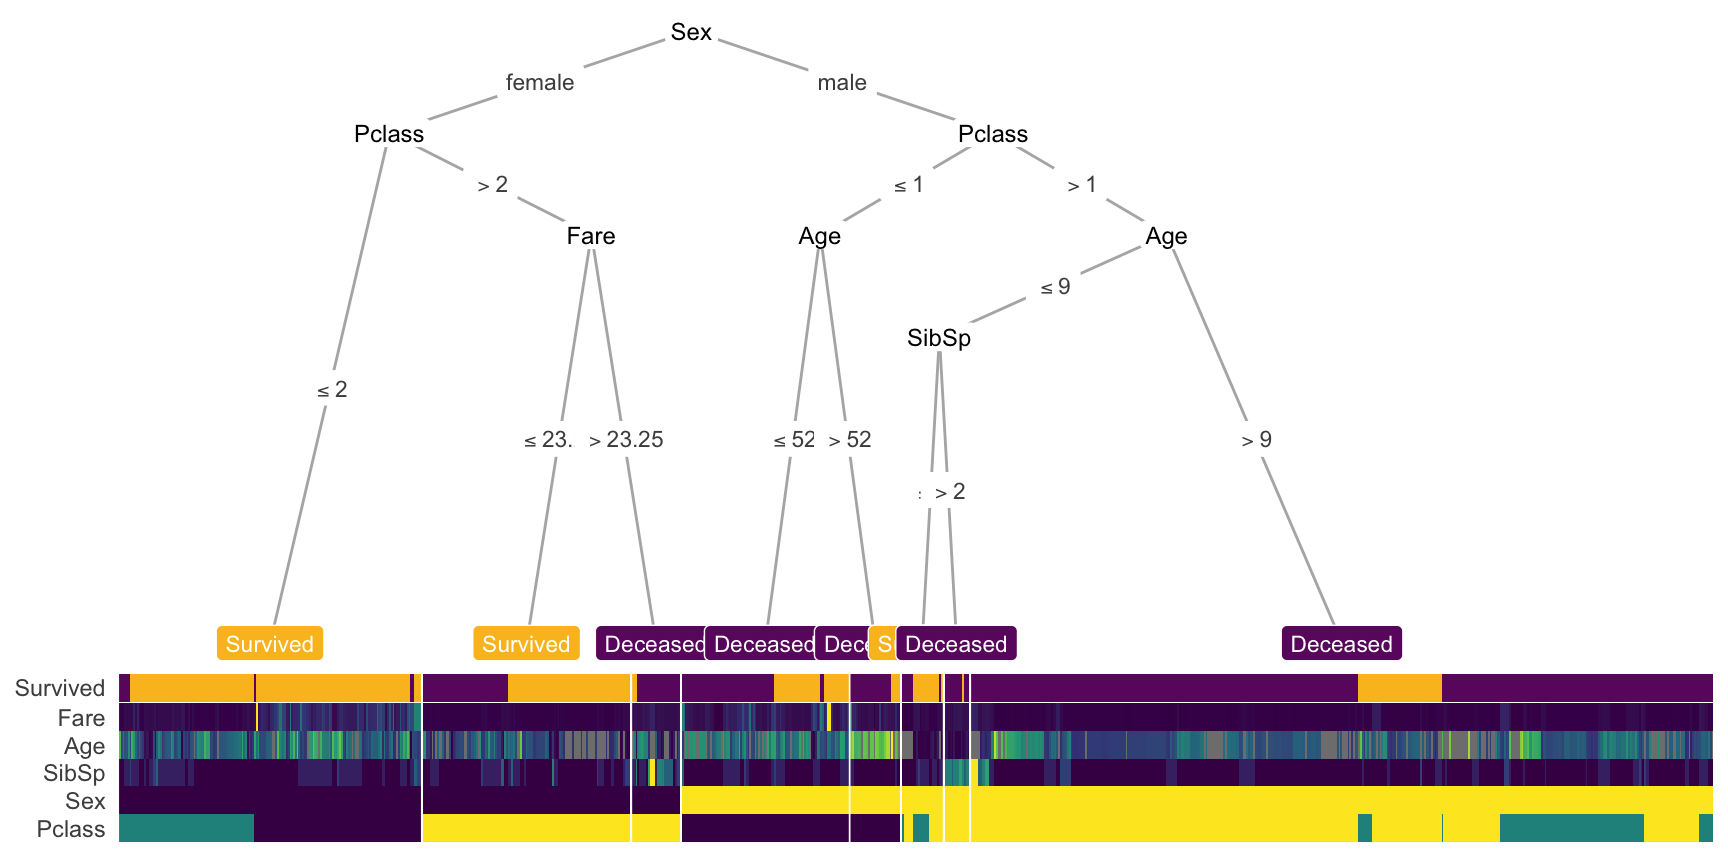 Sex
female
male
Pclass
Pclass
> 2
≤ 1
> 1
Fare
Age
Age
≤ 9
SibSp
≤ 2
≤ 23.
> 23.25
≤ 52
> 52
> 9
> 2
Survived
Survived
Deceased
Deceased
Dece
S
Deceased
Deceased
Survived
Fare
Age
SibSp
Sex
Pclass